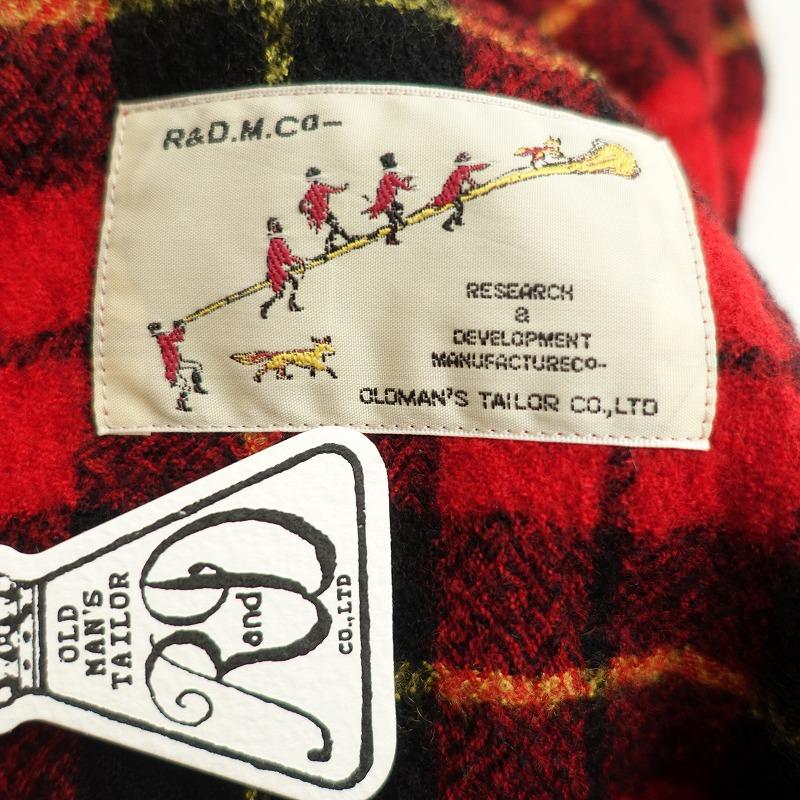 R&D.M.Co-
RESEARCH
a
DEVELOPMENT
MANUFACTURECo-
OLDMAN'S TAILOR CO.,LTD
OLD
MAN'S
TAILOR
R and D
CO.,LTD